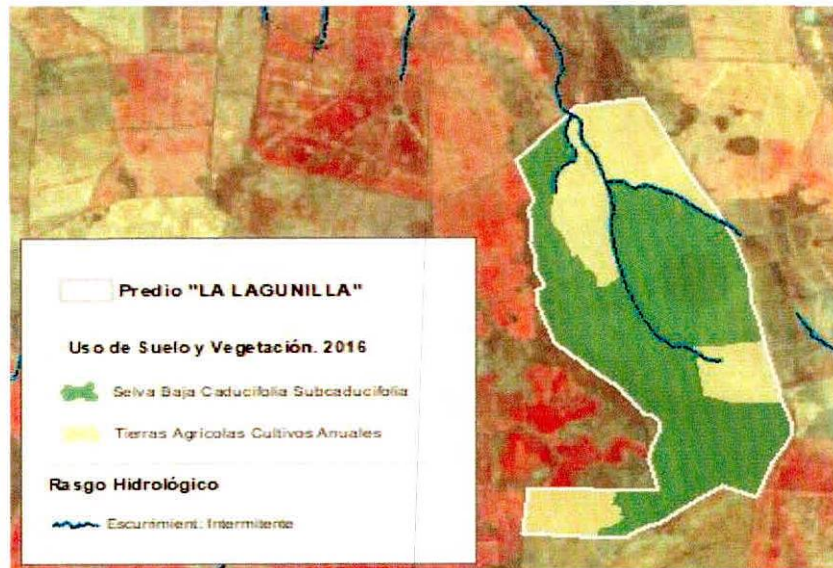 Predio "LA LAGUNILLA"
Uso de Suelo y Vegetación. 2016
Selva Baja Caducifolia Subcaducifolia
Tierras Agrícolas Cultivos Anuales
Rasgo Hidrológico
Escurrimient: Intermitente